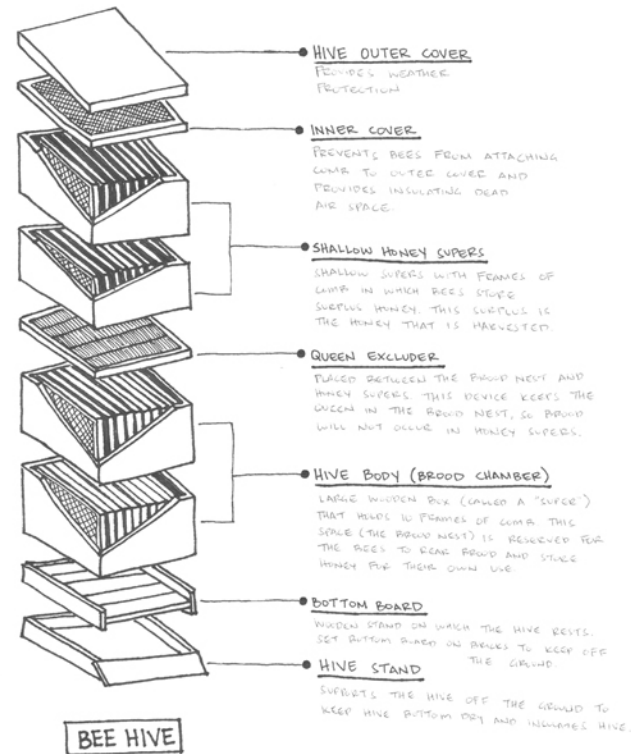 HIVE OUTER COVER
PROVIDES WEATHER
PROTECTION
INNER COVER
PREVENTS BEES FROM ATTACHING
COMB TO OUTER COVER AND
PROVIDES INSULATING DEAD
AIR SPACE.
SHALLOW HONEY SUPERS
SHALLOW SUPERS WITH FRAMES OF
COMB IN WHICH BEES STORE
SURPLUS HONEY. THIS SURPLUS IS
THE HONEY THAT IS HARVESTED.
QUEEN EXCLUDER
PLACED BETWEEN THE BROOD NEST AND
HONEY SUPERS. THIS DEVICE KEEPS THE
QUEEN IN THE BROOD NEST, SO BROOD
WILL NOT OCCUR IN HONEY SUPERS.
HIVE BODY (BROOD CHAMBER)
LARGE WOODEN BOX (CALLED A "SUPER")
THAT HOLDS 10 FRAMES OF COMB. THIS
SPACE (THE BROOD NEST) IS RESERVED FOR
THE BEES TO REAR BROOD AND STORE
HONEY FOR THEIR OWN USE
BOTTOM BOARD
WOODEN STAND ON WHICH THE HIVE RESTS.
SET BOTTOM BOARD ON BRICKS TO KEEP OFF
THE GROUND.
HIVE STAND
SUPPORTS THE HIVE OFF THE GROUND TO
KEEP HIVE BOTTOM DRY AND INSULATES HIVE.
BEE HIVE